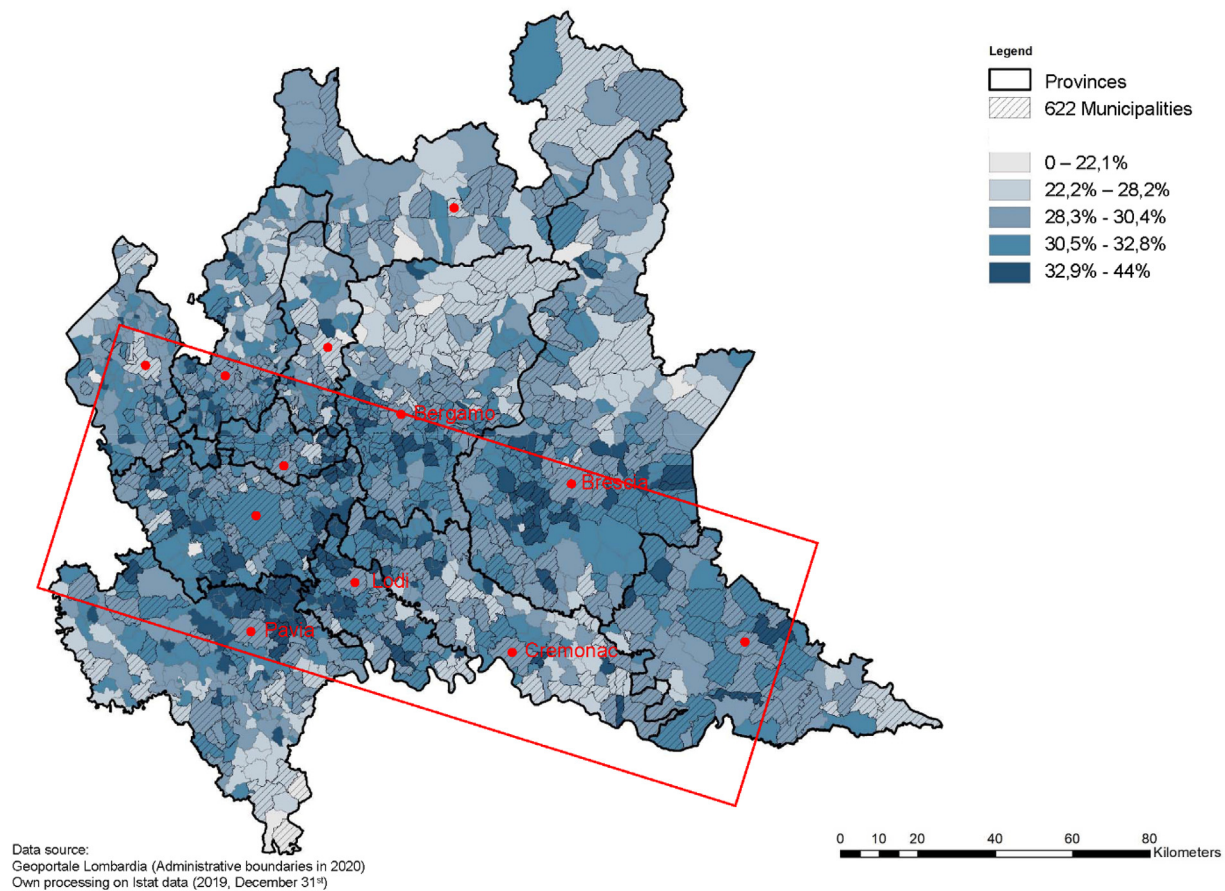 Legend
Provinces
622 Municipalities
0 – 22,1%
22,2% – 28,2%
28,3% - 30,4%
30,5% - 32,8%
32,9% - 44%
Bergamo
Brescia
Lodi
Pavia
Cremonac
Data source:
Geoportale Lombardia (Administrative boundaries in 2020)
Own processing on Istat data (2019, December 31st)
0 10 20 40 60 80
Kilometers